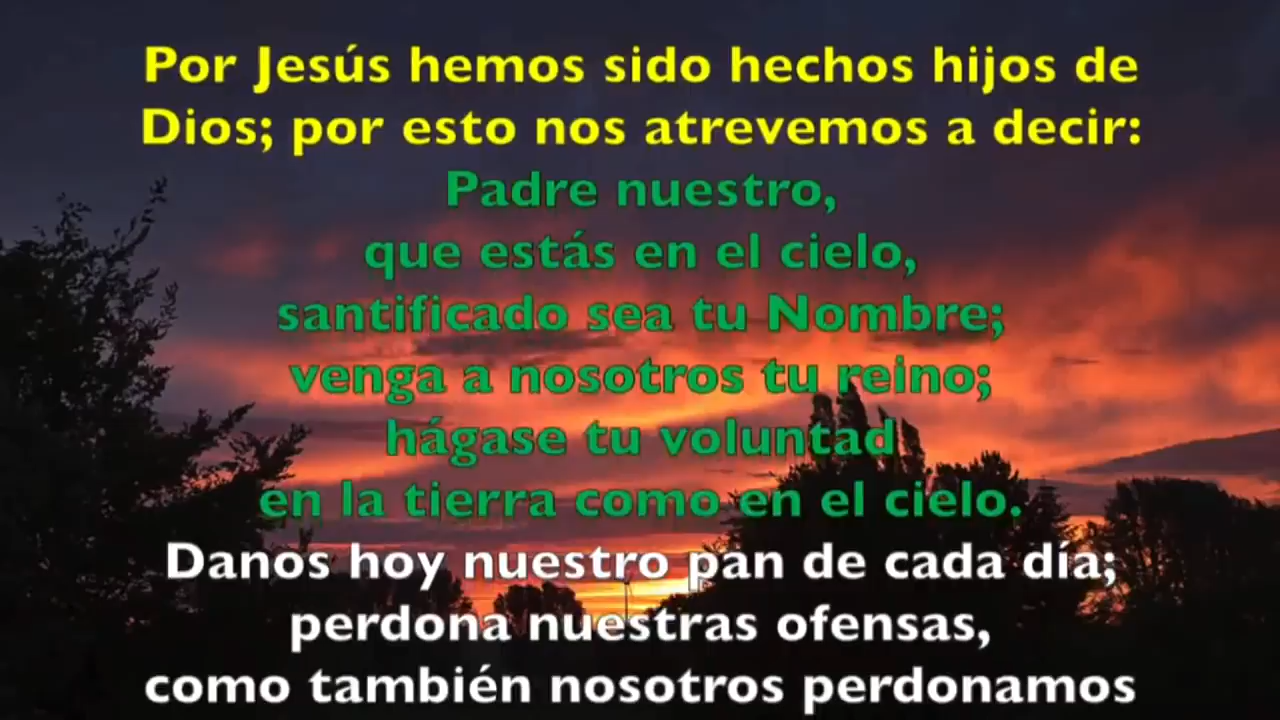 Por Jesús hemos sido hechos hijos de
Dios; por esto nos atrevemos a decir:
Padre nuestro,
que estás en el cielo,
santificado sea tu Nombre;
venga a nosotros tu reino;
hágase tu voluntad
en la tierra como en el cielo.
Danos hoy nuestro pan de cada día;
perdona nuestras ofensas,
como también nosotros perdonamos